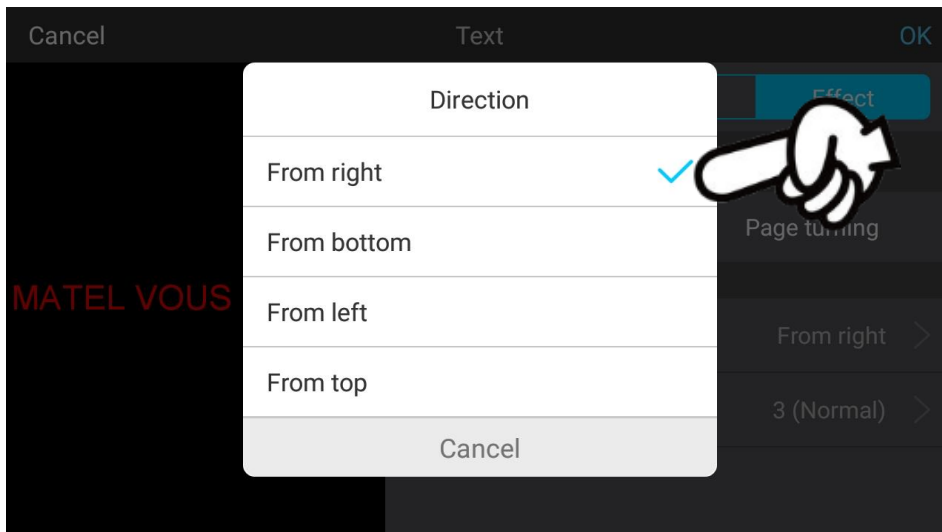 Cancel Text OK
Direction
Effect
From right
From bottom
Page turning
MATEL VOUS
From left
From right
From top
3 (Normal)
Cancel